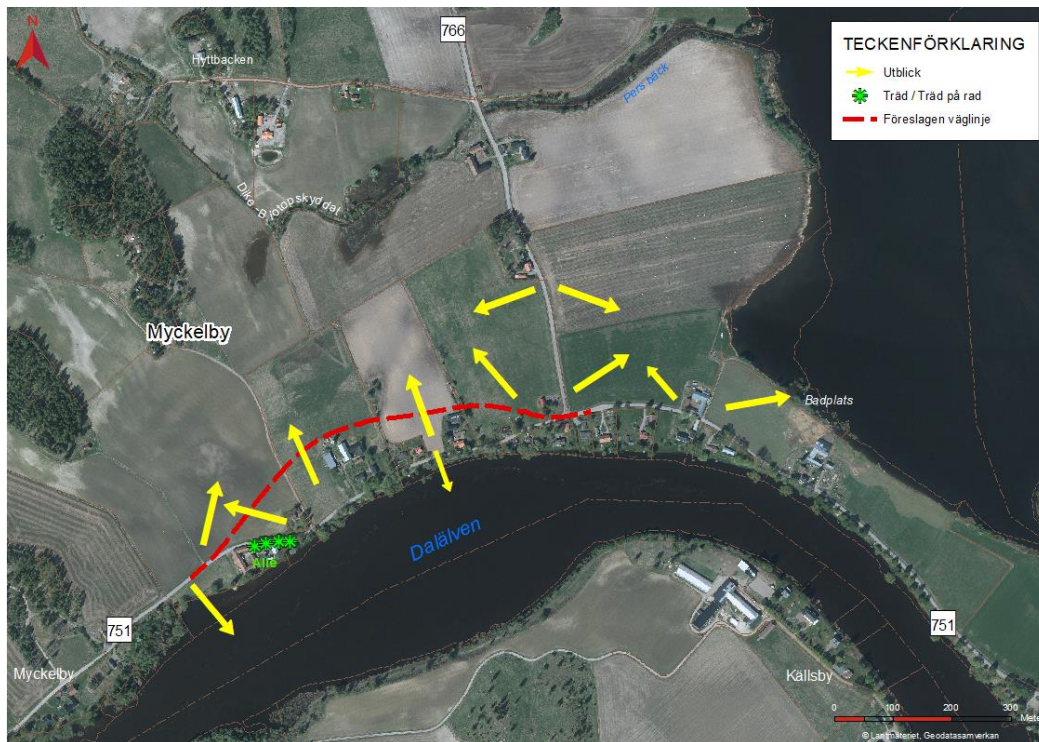 N
766
TECKENFÖRKLARING
Utblick
Träd / Träd på rad
Föreslagen väglinje
Hyttbacken
Pers bäck
Dike -Biotopskyddat
Myckelby
Badplats
Dalälven
Allé
751
751
Myckelby
Källsby
0 100 200 300
Mete
© Lantmäteriet, Geodatasamverkan